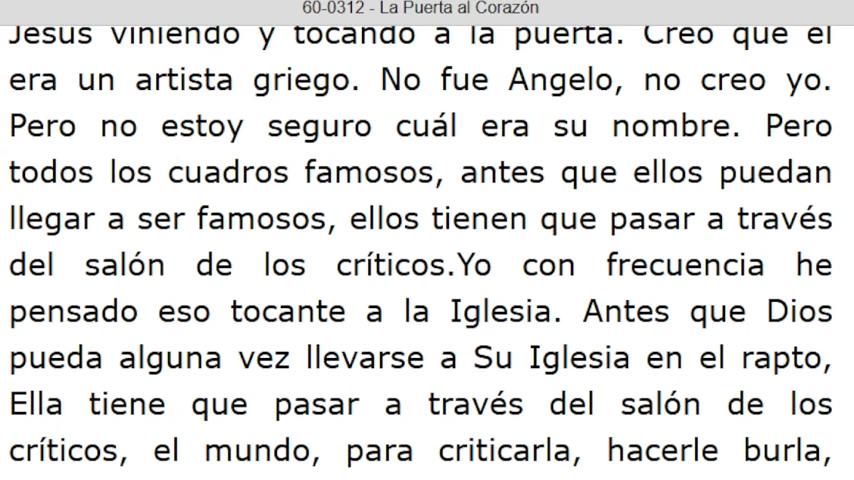 60-0312 - La Puerta al Corazón
Jesús viniendo y tocando a la puerta. Creo que él
era un artista griego. No fue Angelo, no creo yo.
Pero no estoy seguro cuál era su nombre. Pero
todos los cuadros famosos, antes que ellos puedan
llegar a ser famosos, ellos tienen que pasar a través
del salón de los críticos.Yo con frecuencia he
pensado eso tocante a la Iglesia. Antes que Dios
pueda alguna vez llevarse a Su Iglesia en el rapto,
Ella tiene que pasar a través del salón de los
críticos, el mundo, para criticarla, hacerle burla,